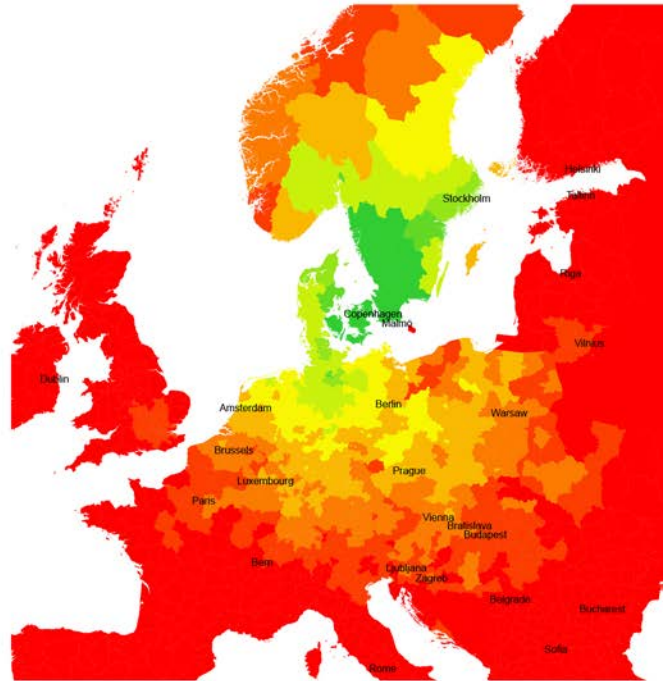 Helsinki
Tallinn
Stockholm
Riga
Copenhagen
Malmö
Vilnius
Dublin
Amsterdam
Berlin
Warsaw
Brussels
Prague
Luxembourg
Paris
Vienna
Bratislava
Budapest
Bern
Ljubljana
Zagreb
Belgrade
Bucharest
Sofia
Rome